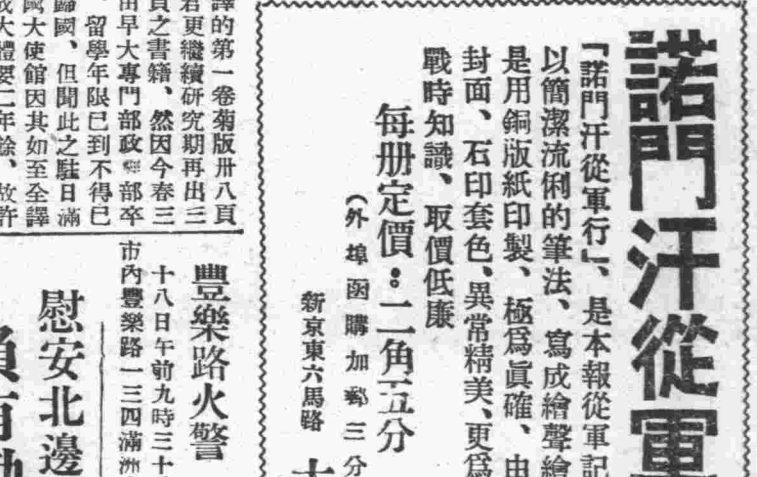 諾門汗從軍
「諾門汗從軍行」、是本報從軍記
以簡潔流俐的筆法、寫成繪聲繪
是用銅版紙印製、極爲眞確、由
封面、石印套色、異常精美、更爲
戰時知識、取價低廉
每册定價：二角五分
（外埠函購加郵三分
新京東六馬路
大
譯的第一卷菊版卅八頁
若更繼續研究期再出三
頁之書籍、然因今春三
由早大專門部政 部卒
留學年限已到不得已
歸國、但聞此之駐日滿
國大使館因其如至全譯
成大體要二年餘、故許
豐樂路火警
十八日午前九時三十
市內豐樂路一三四滿洲
慰安北邊